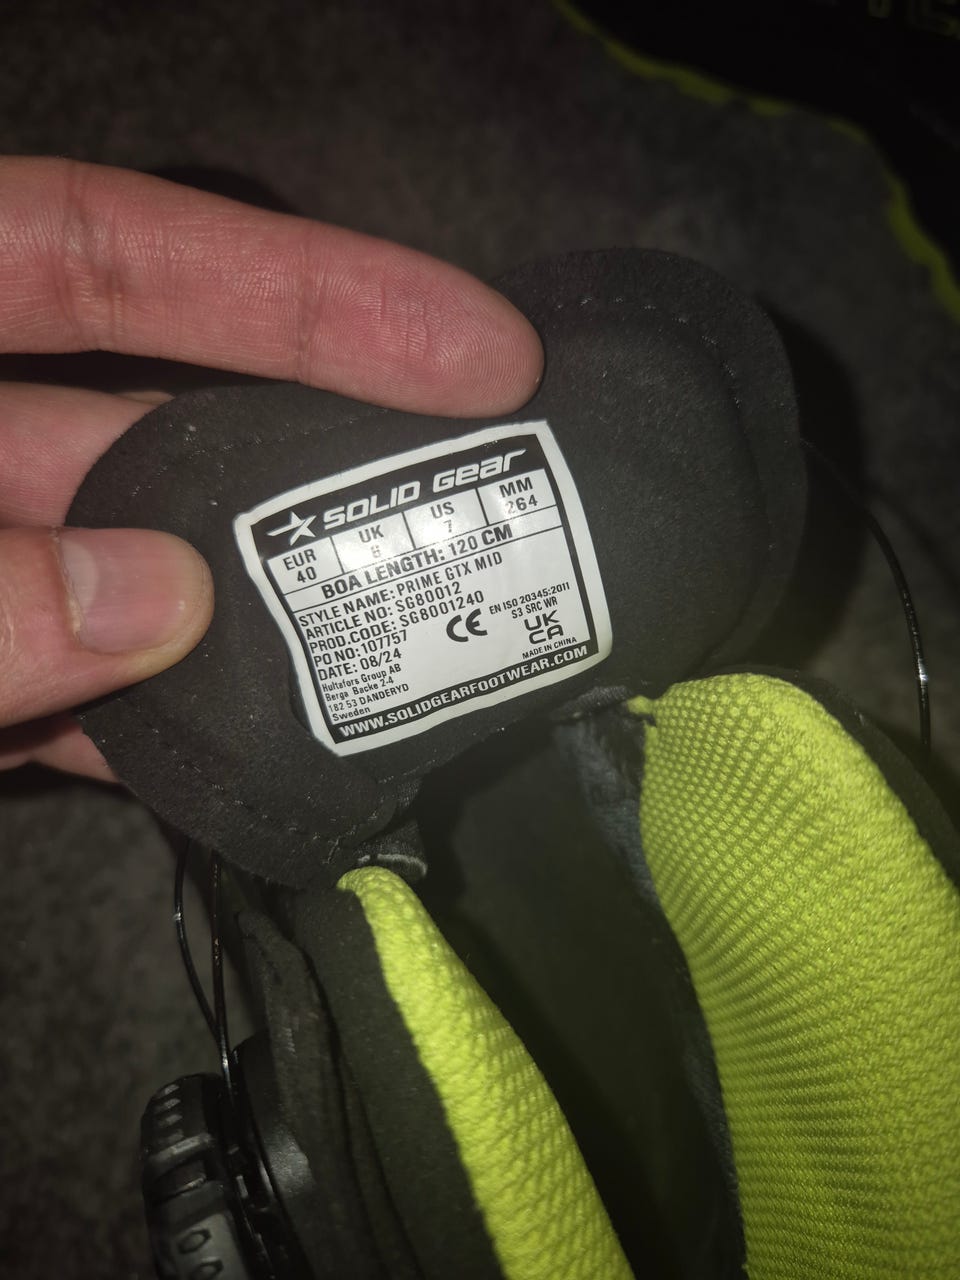 SOLID GEAR
EUR UK US MM
40 6 7 264
BOA LENGTH: 120 CM
STYLE NAME: PRIME GTX MID
ARTICLE NO: SG80012
PROD.CODE: SG8001240
PO NO: 107757
DATE: 08/24
Hultafors Group AB
Berga Backe 2-4
182 53 DANDERYD
Sweden
CE
EN ISO 20345:2011
S3 SRC WR
UK
CA
MADE IN CHINA
WWW.SOLIDGEARFOOTWEAR.COM